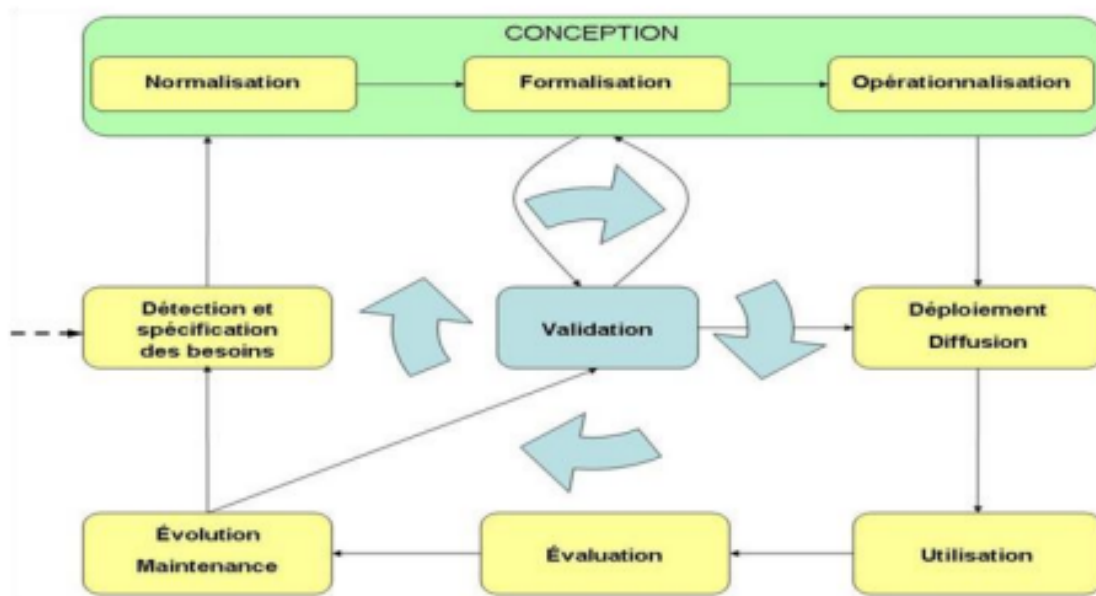 CONCEPTION
Normalisation
Formalisation
Opérationnalisation
Détection et
spécification
des besoins
Validation
Déploiement
Diffusion
Évolution
Maintenance
Évaluation
Utilisation